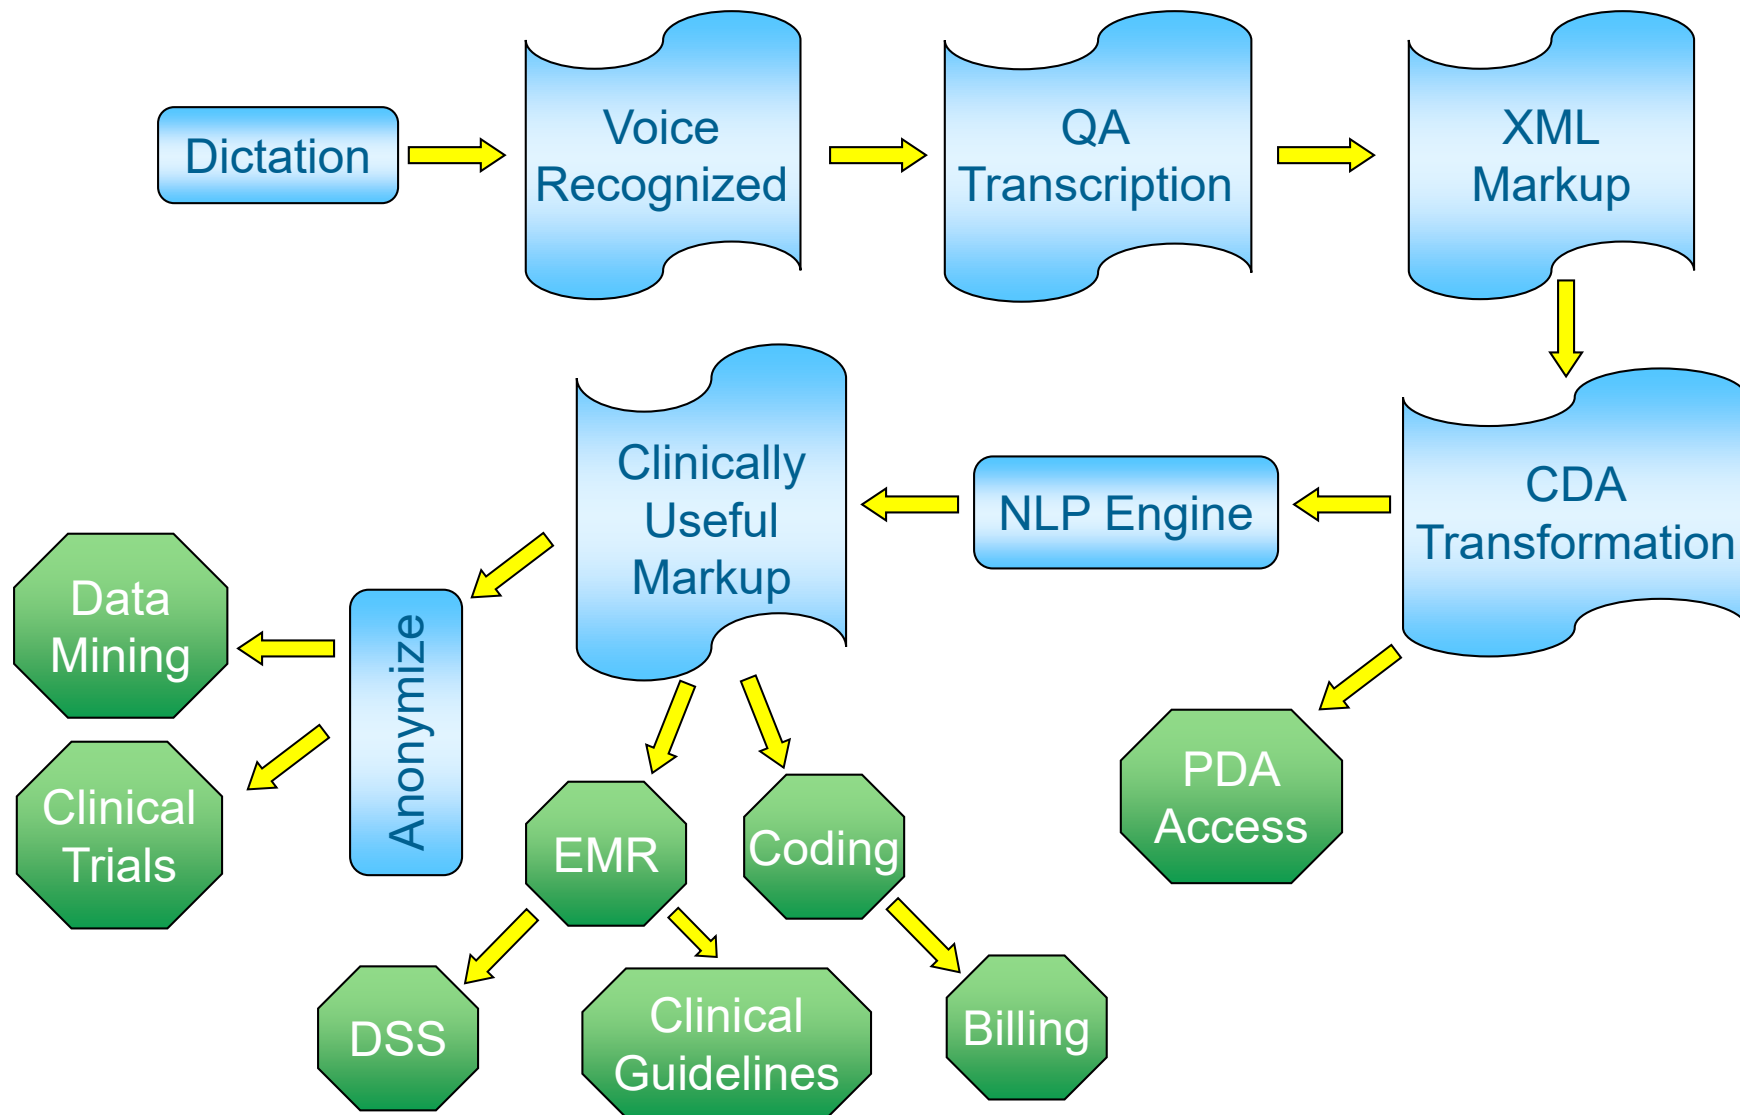 Dictation
Voice
Recognized
QA
Transcription
XML
Markup
CDA
Transformation
NLP Engine
Clinically
Useful
Markup
Anonymize
Data
Mining
Clinical
Trials
EMR
Coding
PDA
Access
DSS
Clinical
Guidelines
Billing